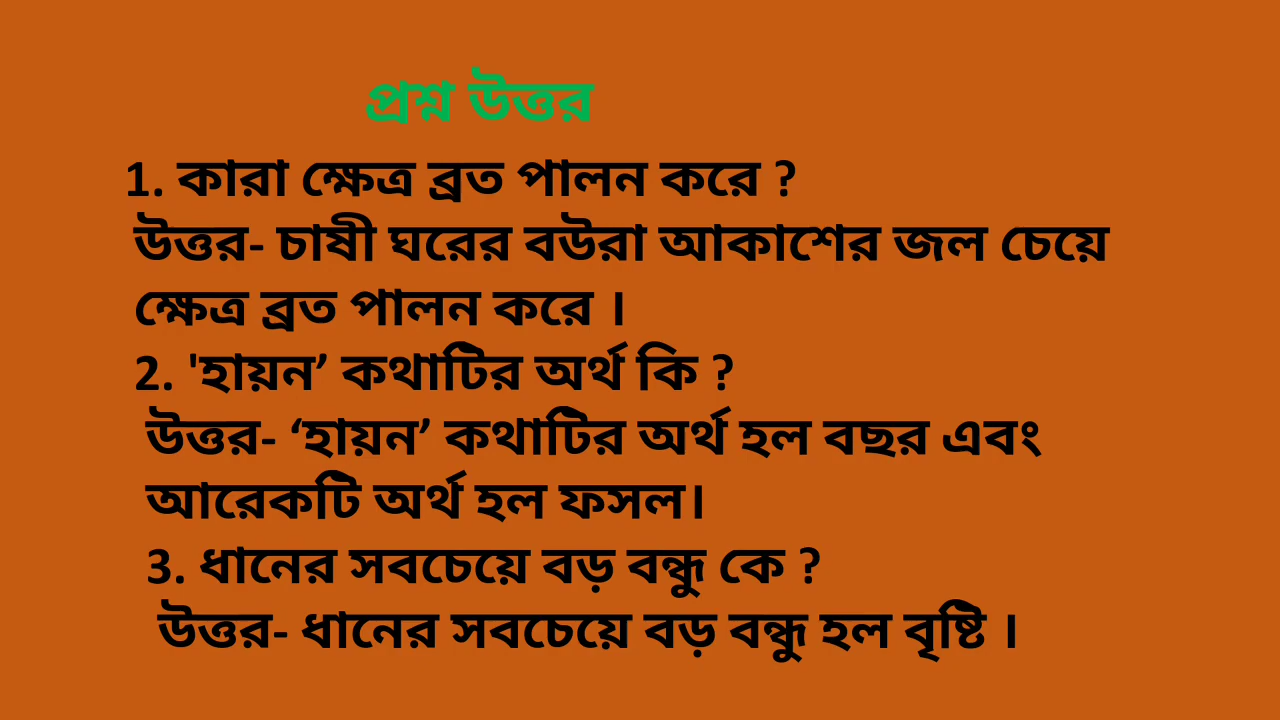 প্রশ্ন উত্তর
1. কারা ক্ষেত্র ব্রত পালন করে ?
উত্তর- চাষী ঘরের বউরা আকাশের জল চেয়ে
ক্ষেত্র ব্রত পালন করে ।
2. 'হায়ন’ কথাটির অর্থ কি ?
উত্তর- ‘হায়ন’ কথাটির অর্থ হল বছর এবং
আরেকটি অর্থ হল ফসল।
3. ধানের সবচেয়ে বড় বন্ধু কে ?
উত্তর- ধানের সবচেয়ে বড় বন্ধু হল বৃষ্টি ।